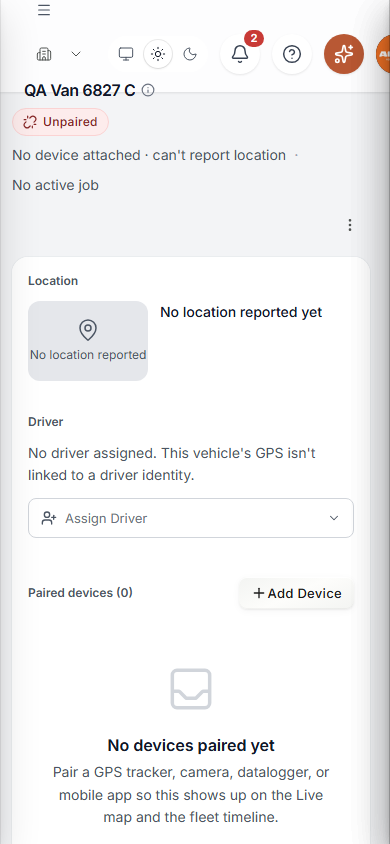 2
QA Van 6827 C
Unpaired
No device attached · can't report location ·
No active job
Location
No location reported
No location reported yet
Driver
No driver assigned. This vehicle's GPS isn't
linked to a driver identity.
Assign Driver
Paired devices (0)
Add Device
No devices paired yet
Pair a GPS tracker, camera, datalogger, or
mobile app so this shows up on the Live
map and the fleet timeline.